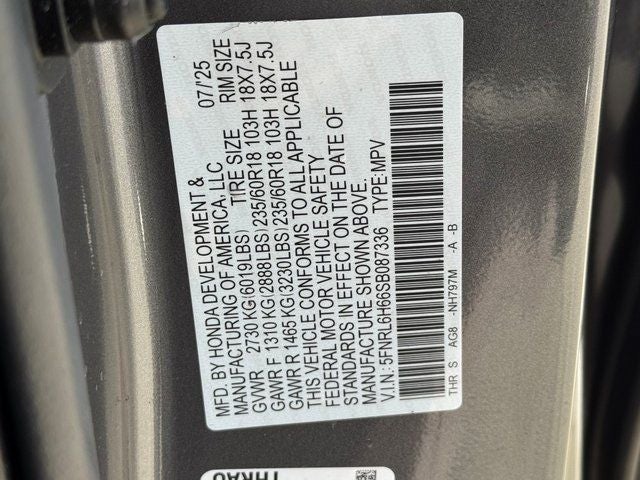 MFD. BY HONDA DEVELOPMENT & 07/'25
MANUFACTURING OF AMERICA, LLC
TIRE SIZE RIM SIZE
GVWR 2730 KG(6019LBS)
GAWR F 1310 KG(2888LBS) 235/60R18 103H 18X7.5J
GAWR R 1465 KG(3230LBS) 235/60R18 103H 18X7.5J
THIS VEHICLE CONFORMS TO ALL APPLICABLE
FEDERAL MOTOR VEHICLE SAFETY
STANDARDS IN EFFECT ON THE DATE OF
MANUFACTURE SHOWN ABOVE.
V.I.N.: 5FNRL6H66SB087336 TYPE:MPV
THR S AG8 -NH797M -A -B
THRAG